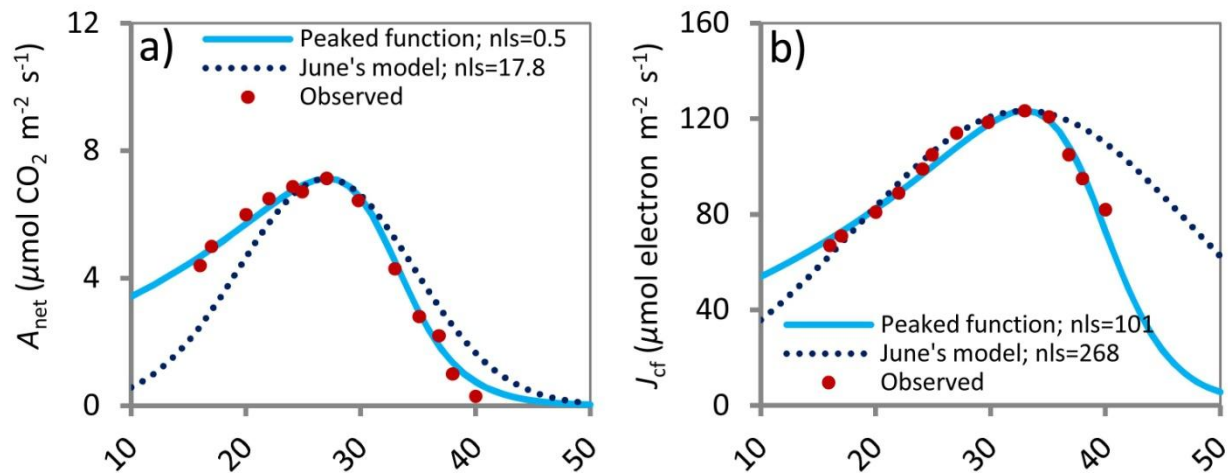 a)
Peaked function; nls=0.5
June's model; nls=17.8
Observed
A_net (μmol CO₂ m⁻² s⁻¹)
12
8
4
0
10 20 30 40 50
b)
J_cf (μmol electron m⁻² s⁻¹)
160
120
80
40
0
Peaked function; nls=101
June's model; nls=268
Observed
10 20 30 40 50